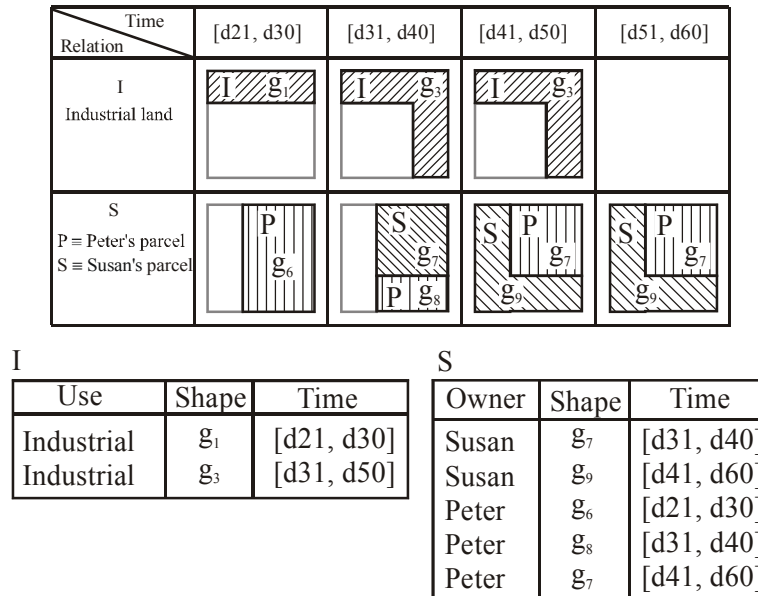 Time
Relation
[d21, d30]
[d31, d40]
[d41, d50]
[d51, d60]
I
Industrial land
I g₁
I g₃
I g₃
S
P ≡ Peter's parcel
S ≡ Susan's parcel
P
g₆
S
g₇
P g₈
S P
g₇
g₉
S P
g₇
g₉
I
Use Shape Time
Industrial g₁ [d21, d30]
Industrial g₃ [d31, d50]
S
Owner Shape Time
Susan g₇ [d31, d40]
Susan g₉ [d41, d60]
Peter g₆ [d21, d30]
Peter g₈ [d31, d40]
Peter g₇ [d41, d60]